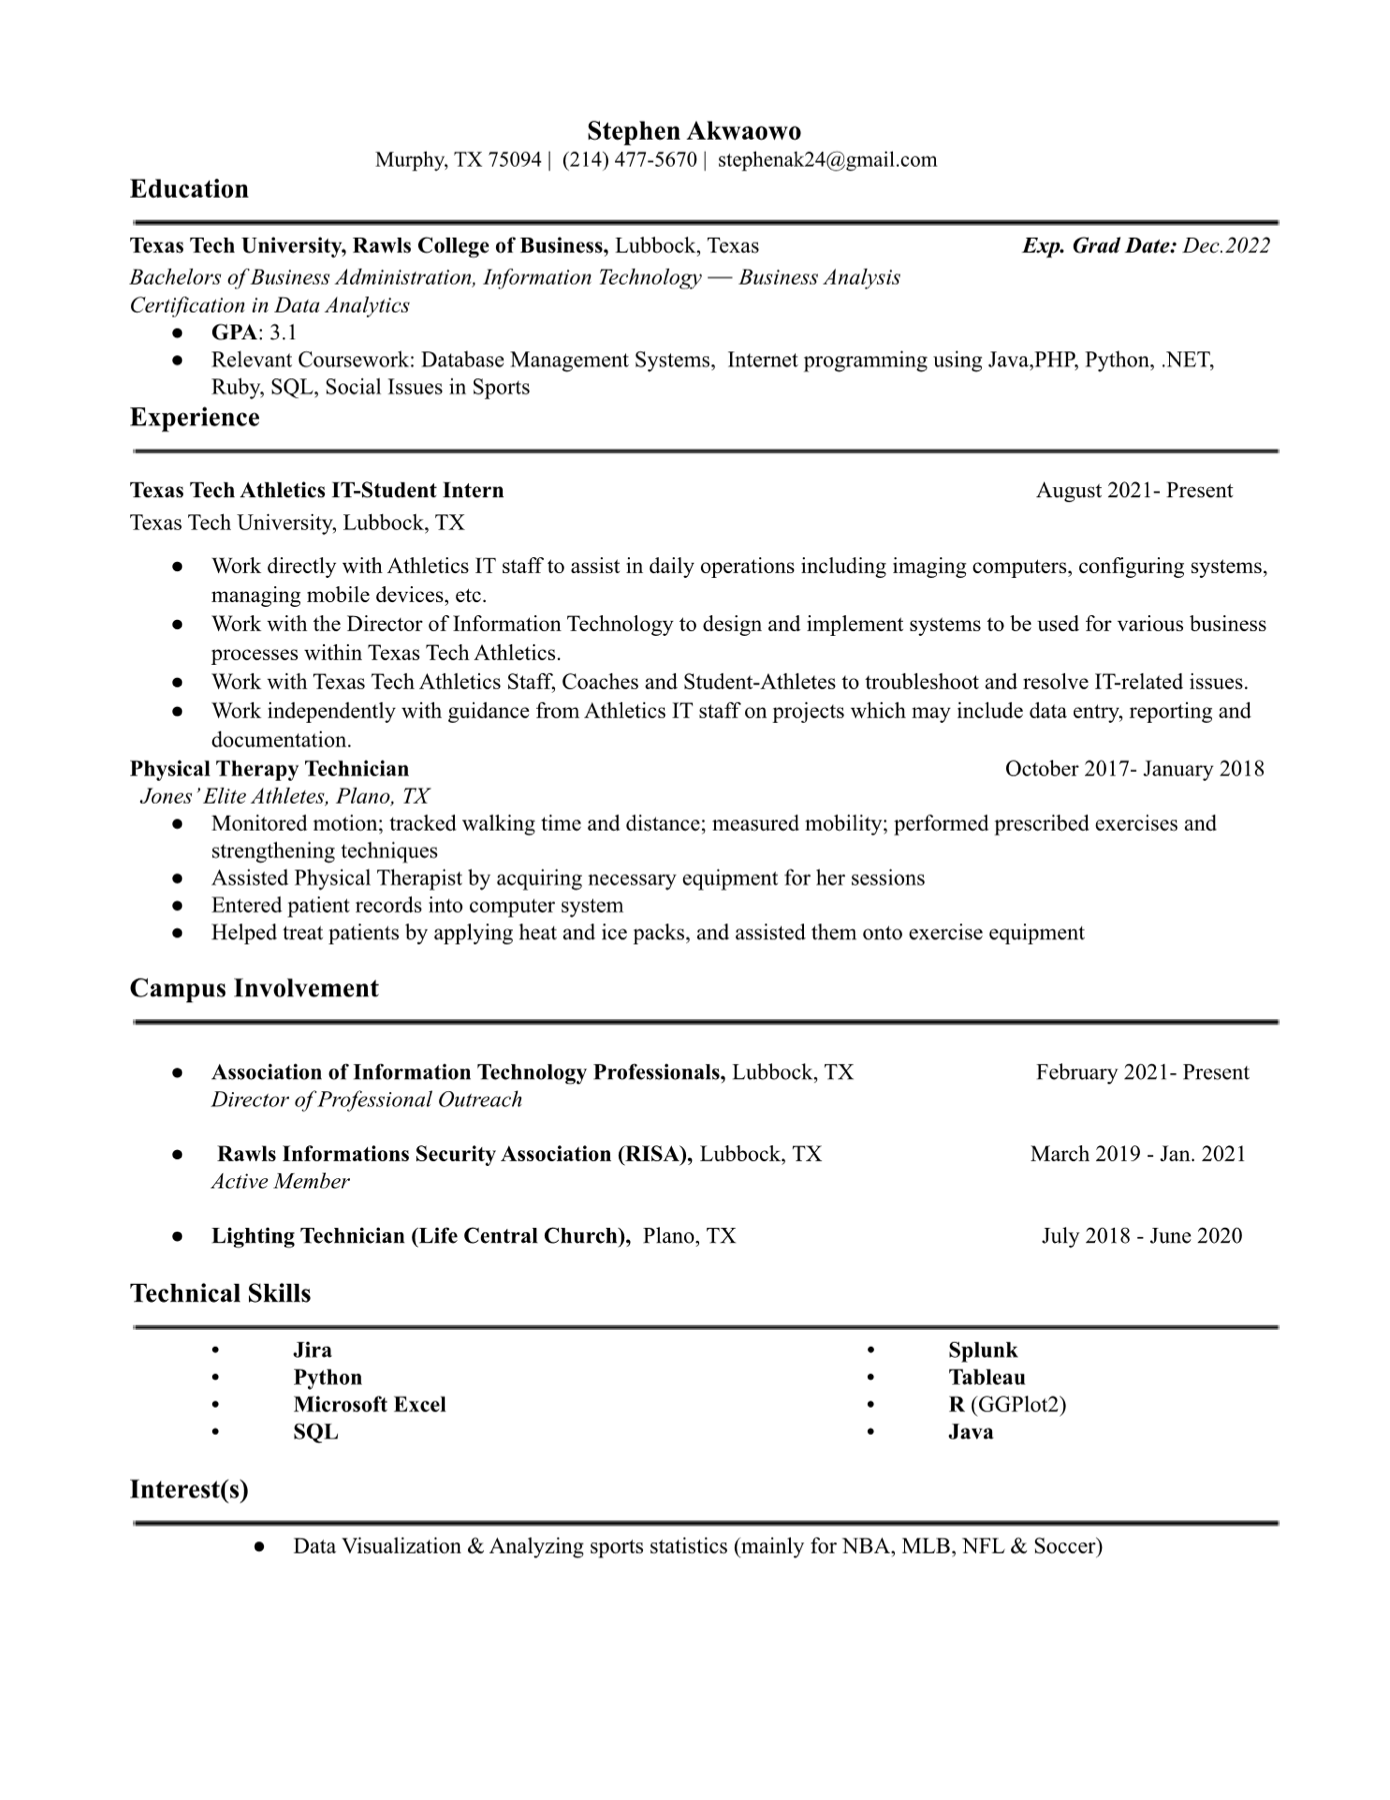 Stephen Akwaowo
Murphy, TX 75094 | (214) 477-5670 | stephenak24@gmail.com
Education
Texas Tech University, Rawls College of Business, Lubbock, Texas Exp. Grad Date: Dec.2022
Bachelors of Business Administration, Information Technology — Business Analysis
Certification in Data Analytics
● GPA: 3.1
● Relevant Coursework: Database Management Systems, Internet programming using Java,PHP, Python, .NET,
Ruby, SQL, Social Issues in Sports
Experience
Texas Tech Athletics IT-Student Intern August 2021- Present
Texas Tech University, Lubbock, TX
● Work directly with Athletics IT staff to assist in daily operations including imaging computers, configuring systems,
managing mobile devices, etc.
● Work with the Director of Information Technology to design and implement systems to be used for various business
processes within Texas Tech Athletics.
● Work with Texas Tech Athletics Staff, Coaches and Student-Athletes to troubleshoot and resolve IT-related issues.
● Work independently with guidance from Athletics IT staff on projects which may include data entry, reporting and
documentation.
Physical Therapy Technician October 2017- January 2018
Jones’ Elite Athletes, Plano, TX
● Monitored motion; tracked walking time and distance; measured mobility; performed prescribed exercises and
strengthening techniques
● Assisted Physical Therapist by acquiring necessary equipment for her sessions
● Entered patient records into computer system
● Helped treat patients by applying heat and ice packs, and assisted them onto exercise equipment
Campus Involvement
● Association of Information Technology Professionals, Lubbock, TX February 2021- Present
Director of Professional Outreach
● Rawls Informations Security Association (RISA), Lubbock, TX March 2019 - Jan. 2021
Active Member
● Lighting Technician (Life Central Church), Plano, TX July 2018 - June 2020
Technical Skills
• Jira • Splunk
• Python • Tableau
• Microsoft Excel • R (GGPlot2)
• SQL • Java
Interest(s)
● Data Visualization & Analyzing sports statistics (mainly for NBA, MLB, NFL & Soccer)